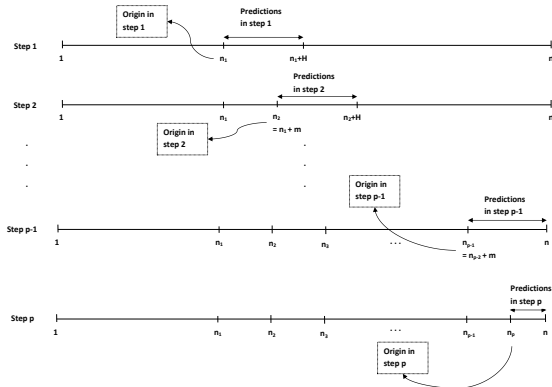 Origin in
step 1
Predictions
in step 1
Step 1
1
n₁
n₁+H
n
Predictions
in step 2
Step 2
1
n₁
n₂
= n₁ + m
n₂+H
n
Origin in
step 2
.
.
.
.
.
.
Origin in
step p-1
Predictions
in step p-1
Step p-1
1
n₁
n₂
n₃
...
nₚ₋₁
= nₚ₋₂ + m
n
Predictions
in step p
Step p
1
n₁
n₂
n₃
...
nₚ₋₁
nₚ
n
Origin in
step p